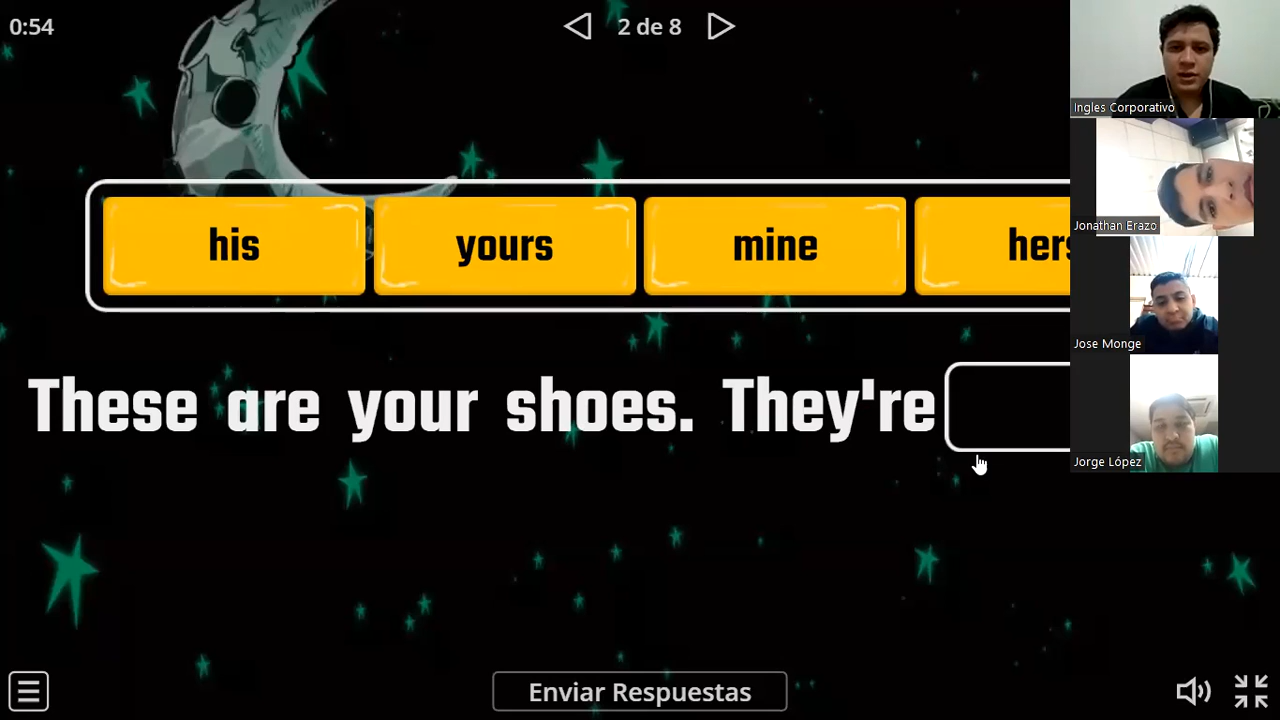 0:54
2 de 8
Ingles Corporativo
his yours mine hers
Jonathan Erazo
Jose Monge
These are your shoes. They're
Jorge López
Enviar Respuestas